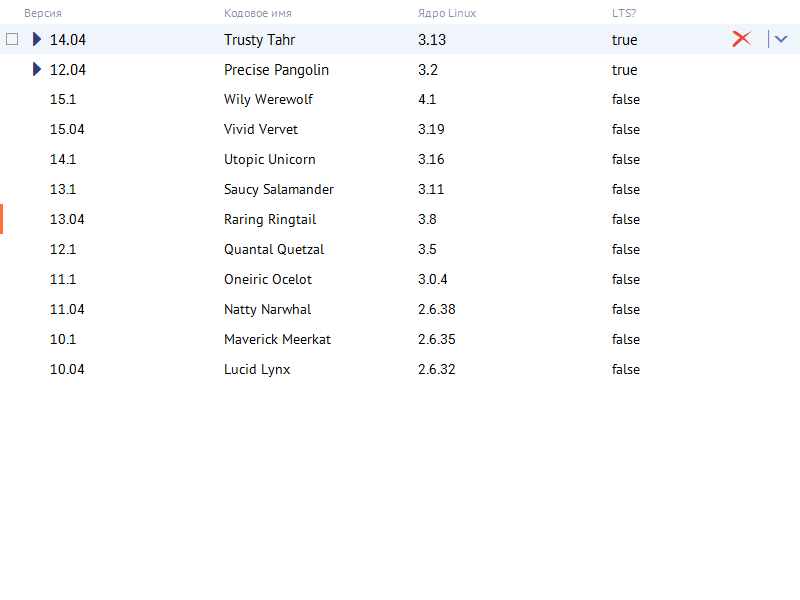 Версия Кодовое имя Ядро Linux LTS?
14.04 Trusty Tahr 3.13 true
12.04 Precise Pangolin 3.2 true
15.1 Wily Werewolf 4.1 false
15.04 Vivid Vervet 3.19 false
14.1 Utopic Unicorn 3.16 false
13.1 Saucy Salamander 3.11 false
13.04 Raring Ringtail 3.8 false
12.1 Quantal Quetzal 3.5 false
11.1 Oneiric Ocelot 3.0.4 false
11.04 Natty Narwhal 2.6.38 false
10.1 Maverick Meerkat 2.6.35 false
10.04 Lucid Lynx 2.6.32 false